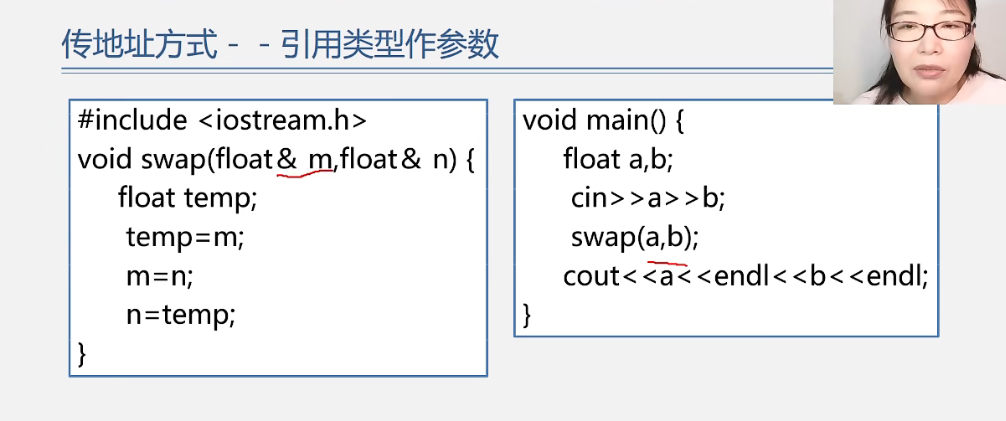 传地址方式- -引用类型作参数
#include <iostream.h>
void swap(float& m,float& n) {
float temp;
temp=m;
m=n;
n=temp;
}
void main() {
float a,b;
cin>>a>>b;
swap(a,b);
cout<<a<<endl<<b<<endl;
}